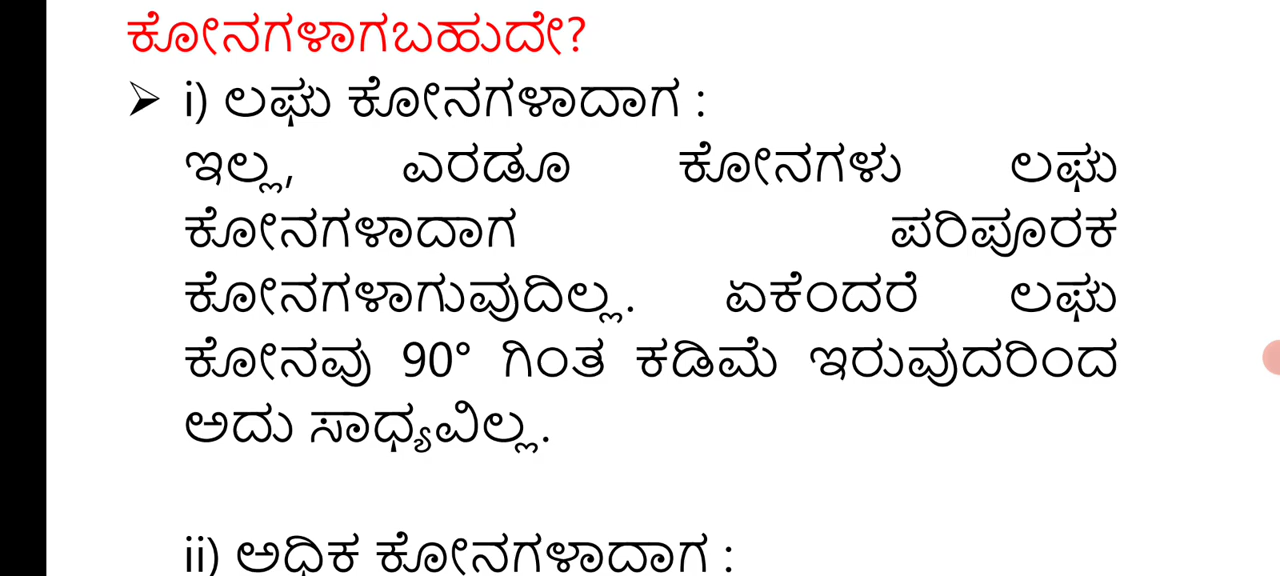 ಕೋನಗಳಾಗಬಹುದೇ?
➢ i) ಲಘು ಕೋನಗಳಾದಾಗ :
ಇಲ್ಲ, ಎರಡೂ ಕೋನಗಳು ಲಘು
ಕೋನಗಳಾದಾಗ ಪರಿಪೂರಕ
ಕೋನಗಳಾಗುವುದಿಲ್ಲ. ಏಕೆಂದರೆ ಲಘು
ಕೋನವು 90° ಗಿಂತ ಕಡಿಮೆ ಇರುವುದರಿಂದ
ಅದು ಸಾಧ್ಯವಿಲ್ಲ.
ii) ಅಧಿಕ ಕೋನಗಳಾದಾಗ :